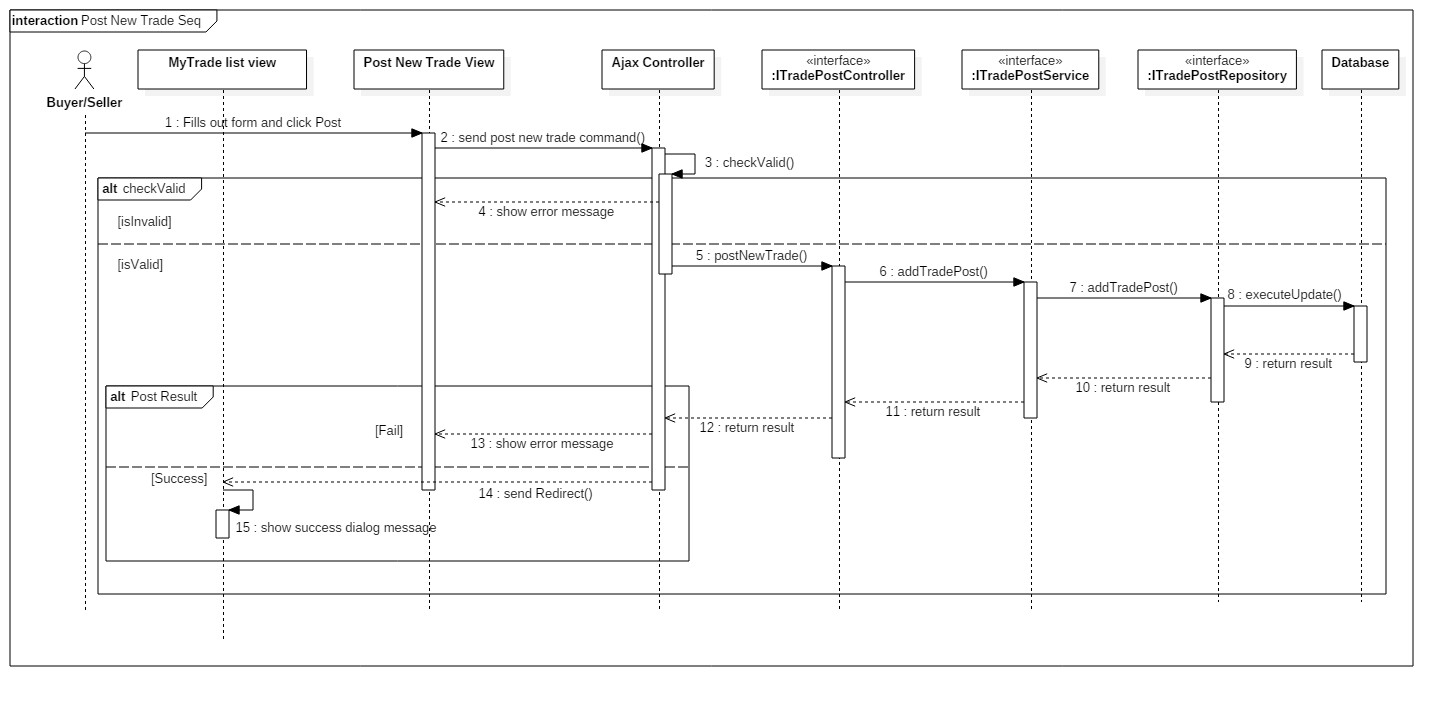 interaction Post New Trade Seq
Buyer/Seller
MyTrade list view
Post New Trade View
Ajax Controller
«interface»
:ITradePostController
«interface»
:ITradePostService
«interface»
:ITradePostRepository
Database
1 : Fills out form and click Post
2 : send post new trade command()
3 : checkValid()
alt checkValid
4 : show error message
[isInvalid]
[isValid]
5 : postNewTrade()
6 : addTradePost()
7 : addTradePost()
8 : executeUpdate()
9 : return result
10 : return result
11 : return result
12 : return result
alt Post Result
[Fail]
13 : show error message
[Success]
14 : send Redirect()
15 : show success dialog message